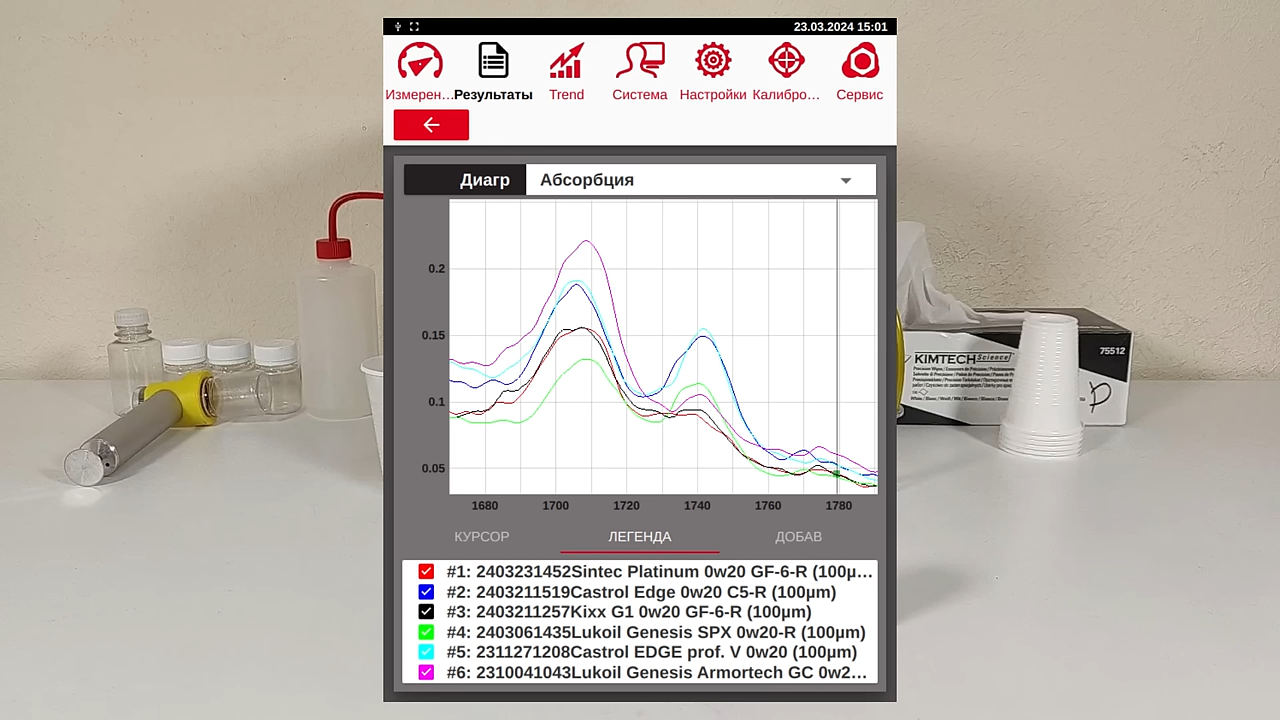 23.03.2024 15:01
Измерен… Результаты Trend Система Настройки Калибро… Сервис
Диагр Абсорбция
0.2
0.15
0.1
0.05
1680 1700 1720 1740 1760 1780
КУРСОР ЛЕГЕНДА ДОБАВ
#1: 2403231452Sintec Platinum 0w20 GF-6-R (100µ…
#2: 2403211519Castrol Edge 0w20 C5-R (100µm)
#3: 2403211257Kixx G1 0w20 GF-6-R (100µm)
#4: 2403061435Lukoil Genesis SPX 0w20-R (100µm)
#5: 2311271208Castrol EDGE prof. V 0w20 (100µm)
#6: 2310041043Lukoil Genesis Armortech GC 0w2…
KIMTECH Science
75512